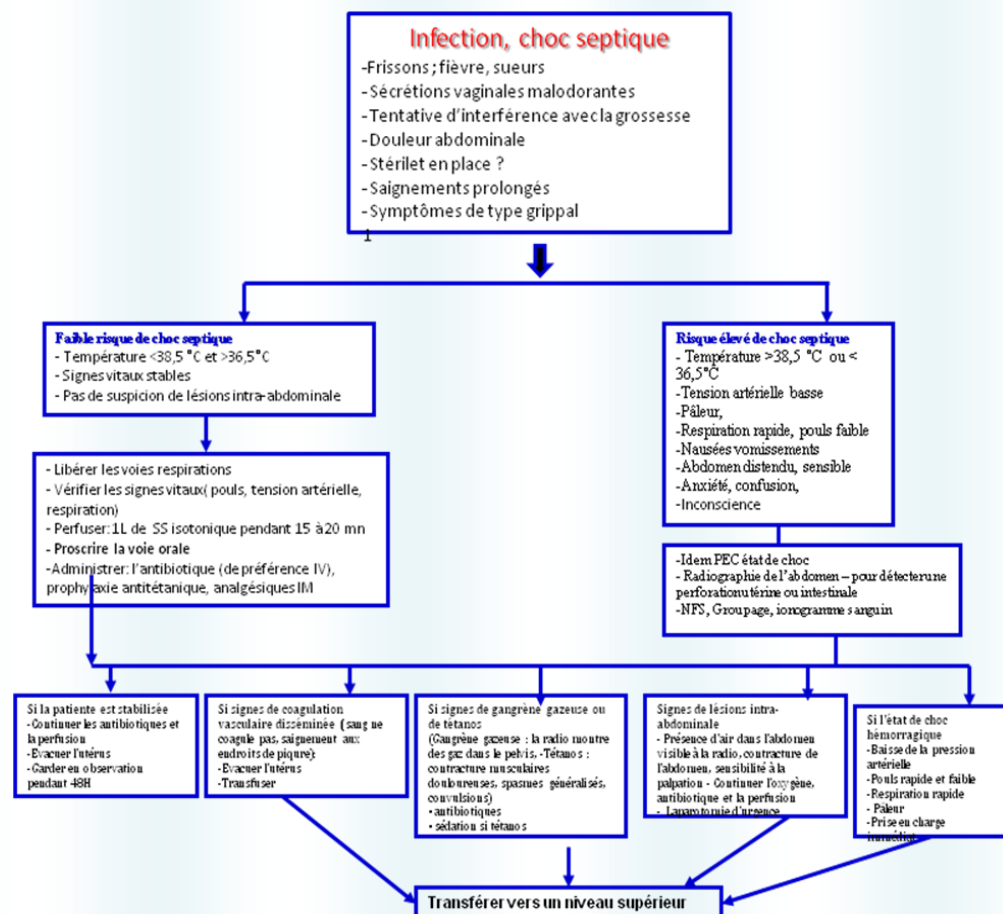 Infection, choc septique
-Frissons ; fièvre, sueurs
- Sécrétions vaginales malodorantes
- Tentative d’interférence avec la grossesse
- Douleur abdominale
- Stérilet en place ?
- Saignements prolongés
- Symptômes de type grippal
1
Faible risque de choc septique
- Température <38,5 °C et >36,5°C
- Signes vitaux stables
- Pas de suspicion de lésions intra-abdominale
Risque élevé de choc septique
- Température >38,5 °C ou <
36,5°C
-Tension artérielle basse
-Pâleur,
-Respiration rapide, pouls faible
-Nausées vomissements
-Abdomen distendu, sensible
-Anxiété, confusion,
-Inconscience
- Libérer les voies respirations
- Vérifier les signes vitaux( pouls, tension artérielle,
respiration)
- Perfuser: 1L de SS isotonique pendant 15 à 20 mn
- Proscrire la voie orale
-Administrer: l’antibiotique (de préférence IV),
prophylaxie antitétanique, analgésiques IM
-Idem PEC état de choc
- Radiographie de l’abdomen – pour détecter une
perforation utérine ou intestinale
-NFS, Groupage, ionogramme sanguin
Si la patiente est stabilisée
-Continuer les antibiotiques et
la perfusion
-Evacuer l’utérus
-Garder en observation
pendant 48H
Si signes de coagulation
vasculaire disséminée (sang ne
coagule pas, saignement aux
endroits de piqure):
-Evacuer l’utérus
-Transfuser
Si signes de gangrène gazeuse ou
de tétanos
(Gangrène gazeuse : la radio montre
des gaz dans le pelvis, -Tétanos :
contracture musculaires
douloureuses, spasmes généralisés,
convulsions)
• antibiotiques
• sédation si tétanos
Signes de lésions intra-
abdominale
- Présence d’air dans l’abdomen
visible à la radio, contracture de
l’abdomen, sensibilité à la
palpation - Continuer l’oxygène,
antibiotique et la perfusion
- Laparotomie d’urgence
Si l’état de choc
hémorragique
-Baisse de la pression
artérielle
-Pouls rapide et faible
-Respiration rapide
- Pâleur
-Prise en charge
immédiate
Transférer vers un niveau supérieur